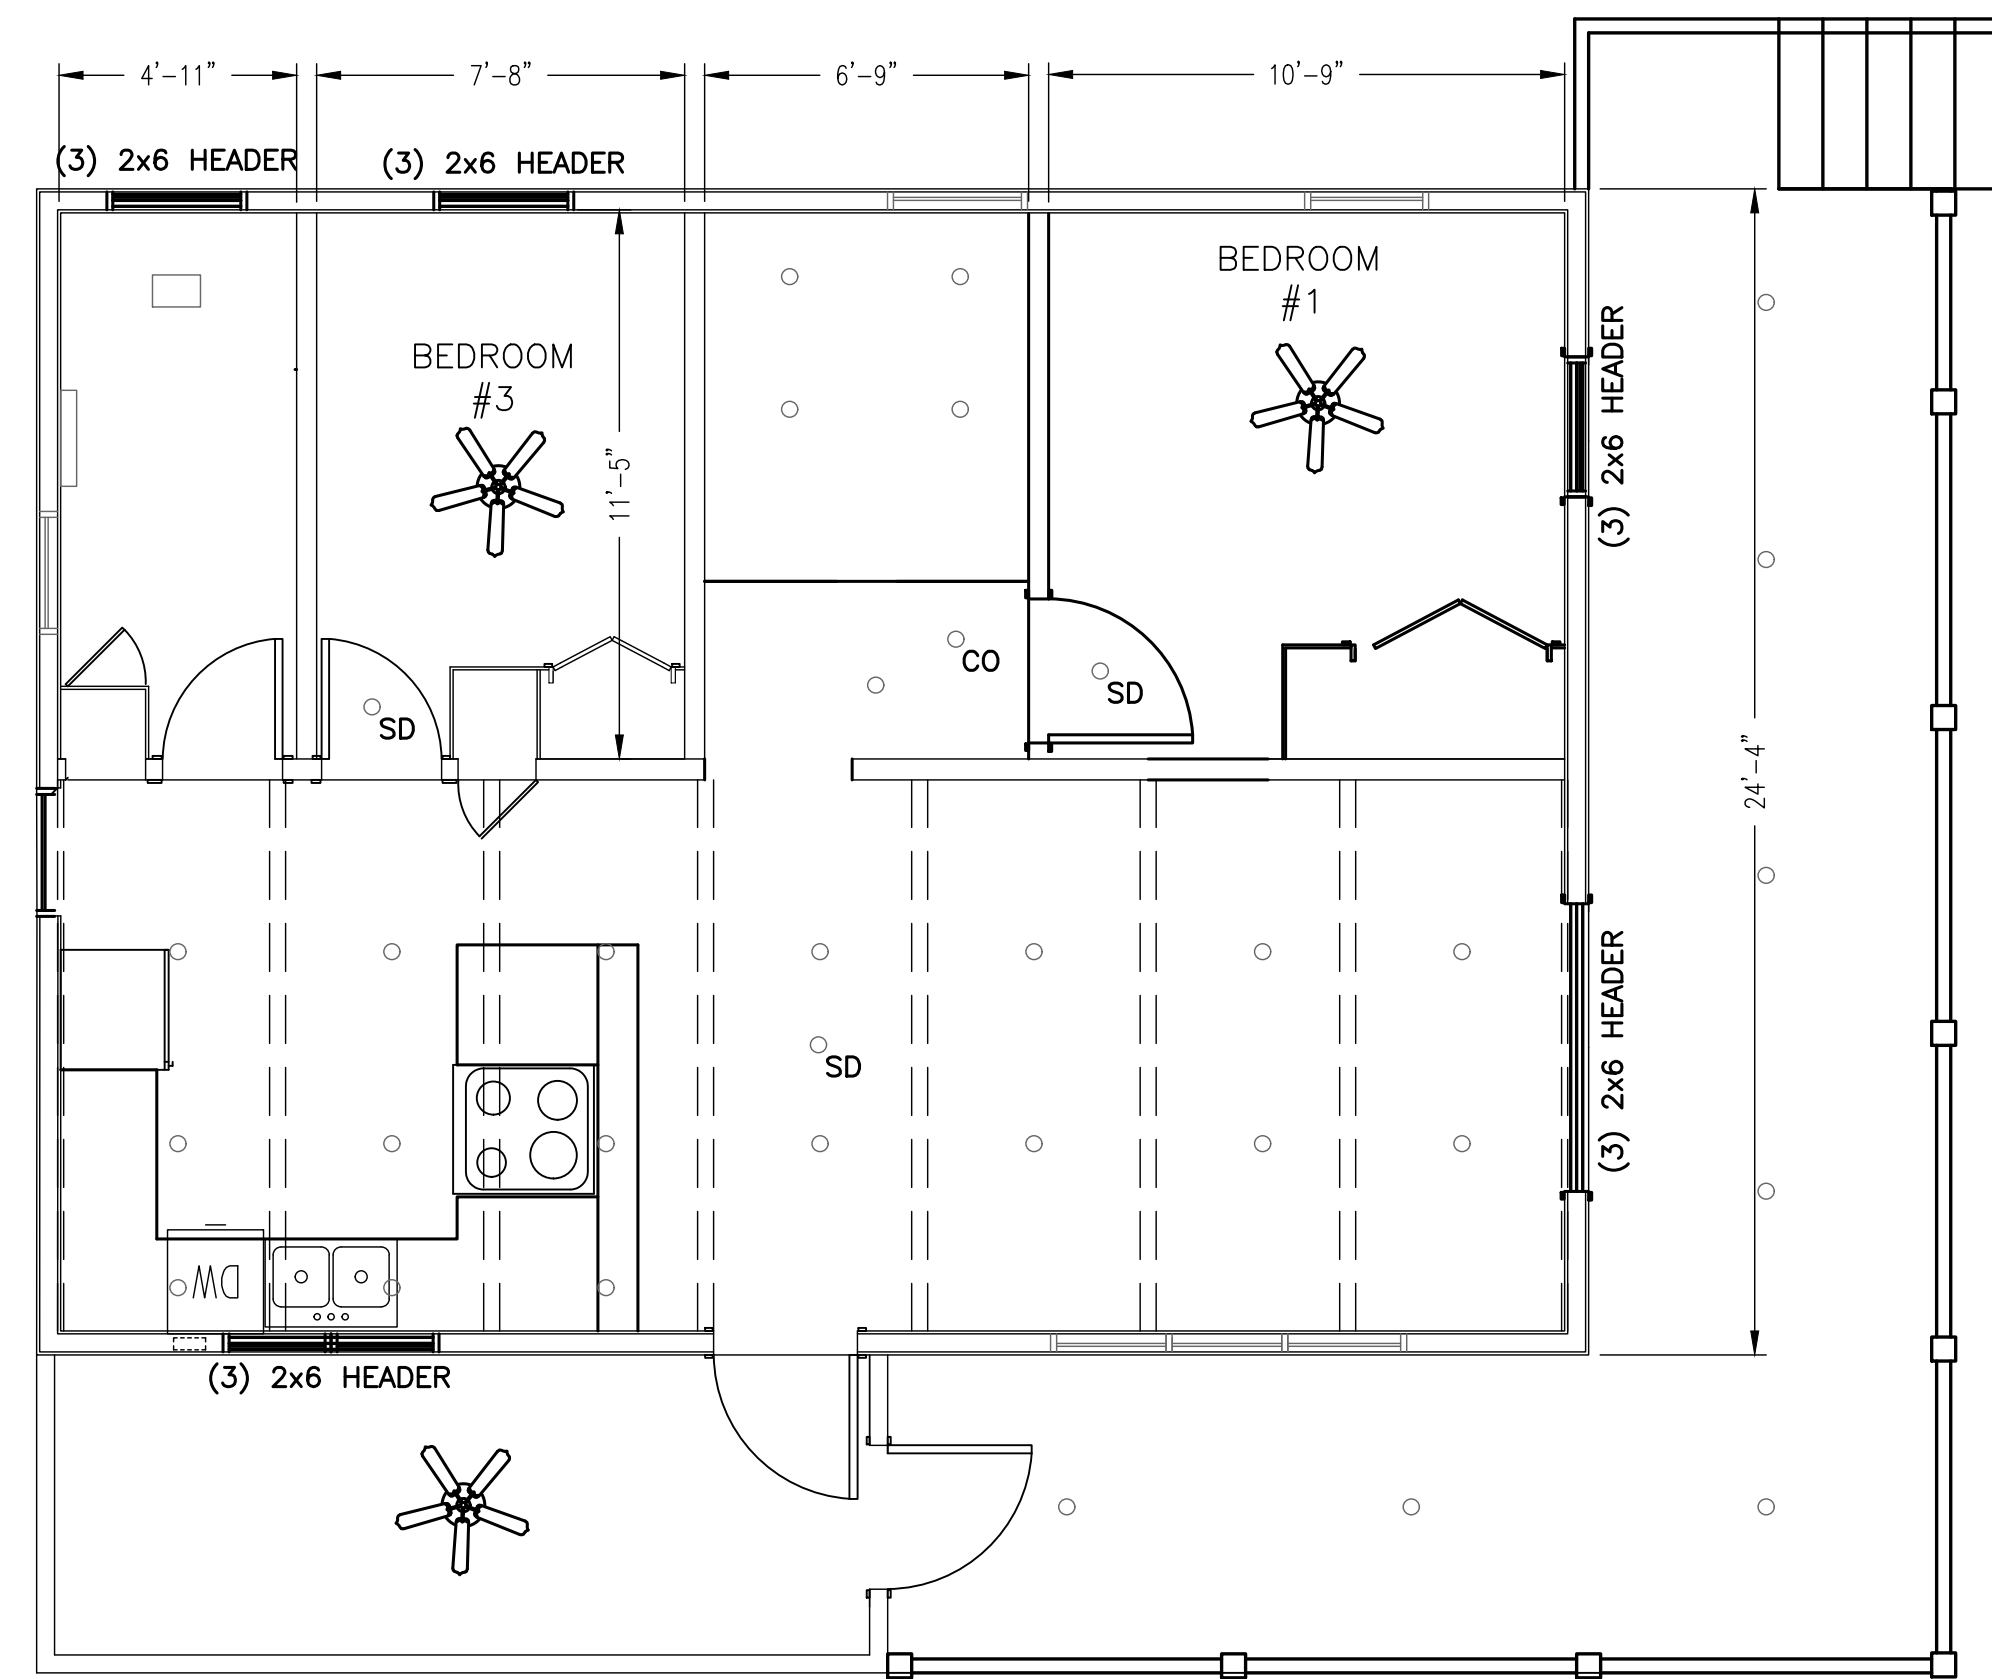 4'-11"
7'-8"
6'-9"
10'-9"
(3) 2x6 HEADER
(3) 2x6 HEADER
BEDROOM
#1
BEDROOM
#3
(3) 2x6 HEADER
11'-5"
CO
SD
SD
24'-4"
SD
(3) 2x6 HEADER
DW
(3) 2x6 HEADER